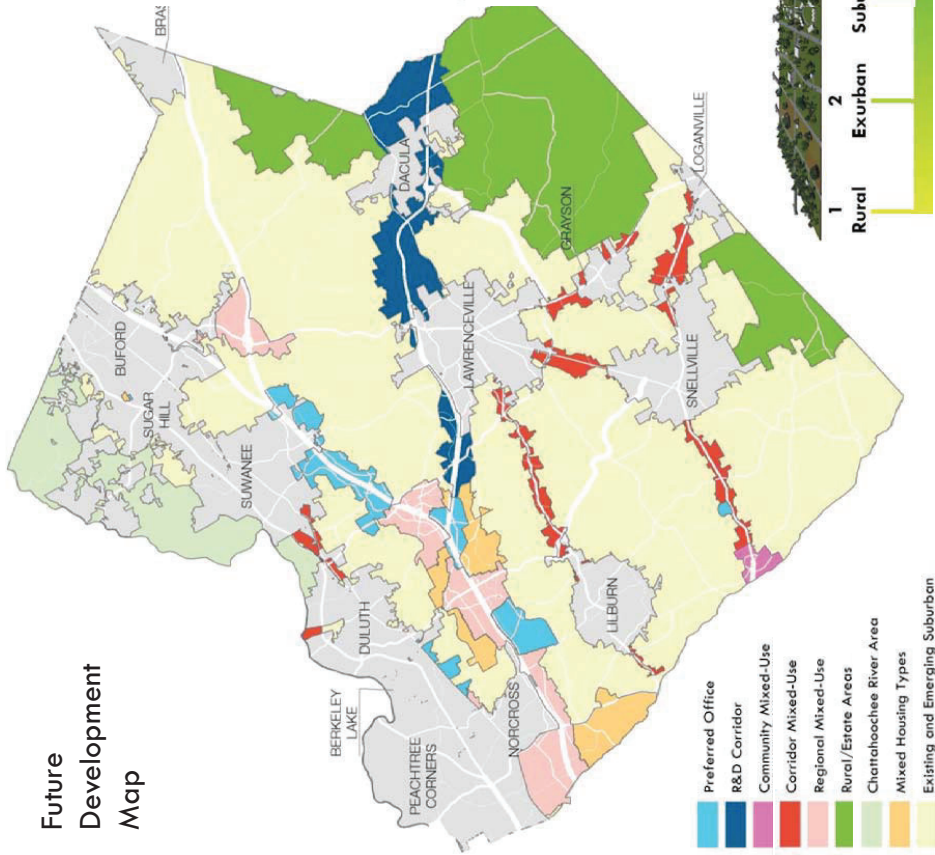 Future
Development
Map
BRAS
BUFORD
SUGAR
HILL
SUWANEE
DACULA
BERKELEY
LAKE
DULUTH
LAWRENCEVILLE
GRAYSON
LOGANVILLE
PEACHTREE
CORNERS
NORCROSS
LILBURN
SNELLVILLE
Preferred Office
R&D Corridor
Community Mixed-Use
Corridor Mixed-Use
Regional Mixed-Use
Rural/Estate Areas
Chattahoochee River Area
Mixed Housing Types
Existing and Emerging Suburban
1
Rural
2
Exurban
Subu